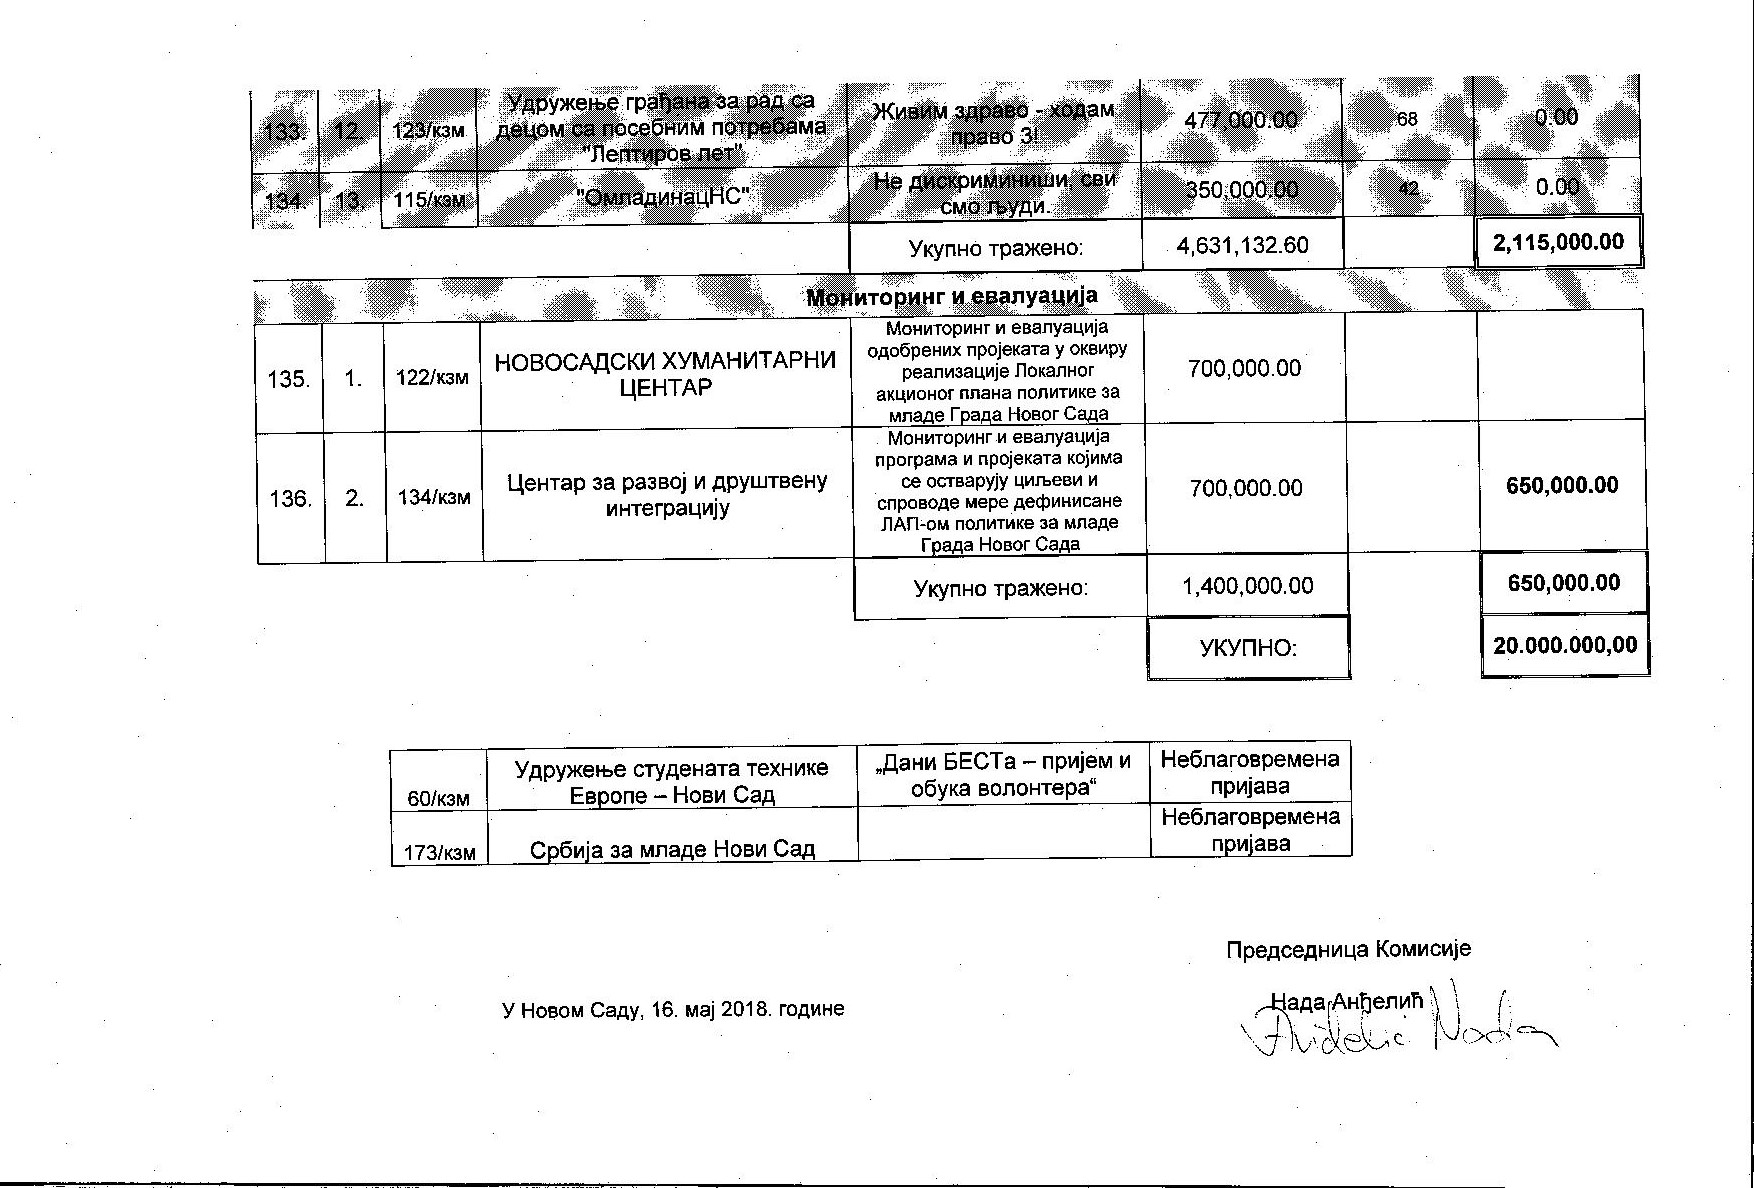 133. 12. 123/кзм Удружење грађана за рад са децом са посебним потребама "Лептиров лет" Живим здраво - ходам право 3! 477,000.00 68 0.00
134. 13. 115/кзм "ОмладинацНС" Не дискриминиши, сви смо људи. 350,000.00 42 0.00
Укупно тражено: 4,631,132.60 2,115,000.00
Мониторинг и евалуација
135. 1. 122/кзм НОВОСАДСКИ ХУМАНИТАРНИ ЦЕНТАР Мониторинг и евалуација одобрених пројеката у оквиру реализације Локалног акционог плана политике за младе Града Новог Сада 700,000.00
136. 2. 134/кзм Центар за развој и друштвену интеграцију Мониторинг и евалуација програма и пројеката којима се остварују циљеви и спроводе мере дефинисане ЛАП-ом политике за младе Града Новог Сада 700,000.00 650,000.00
Укупно тражено: 1,400,000.00 650,000.00
УКУПНО: 20.000.000,00
60/кзм Удружење студената технике Европе – Нови Сад „Дани БЕСТа – пријем и обука волонтера“ Неблаговремена пријава
173/кзм Србија за младе Нови Сад Неблаговремена пријава
Председница Комисије
У Новом Саду, 16. мај 2018. године
Нада Анђелић
Anđelić Nada